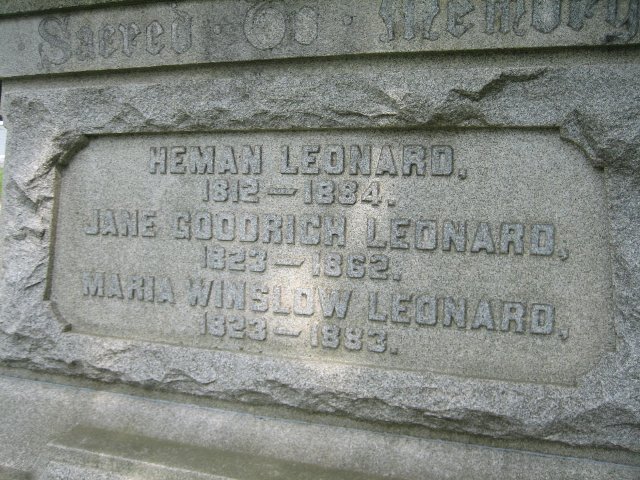 Sacred To Memory
HEMAN LEONARD,
1812—1884.
JANE GOODRICH LEONARD,
1823—1862.
MARIA WINSLOW LEONARD,
1823—1883.